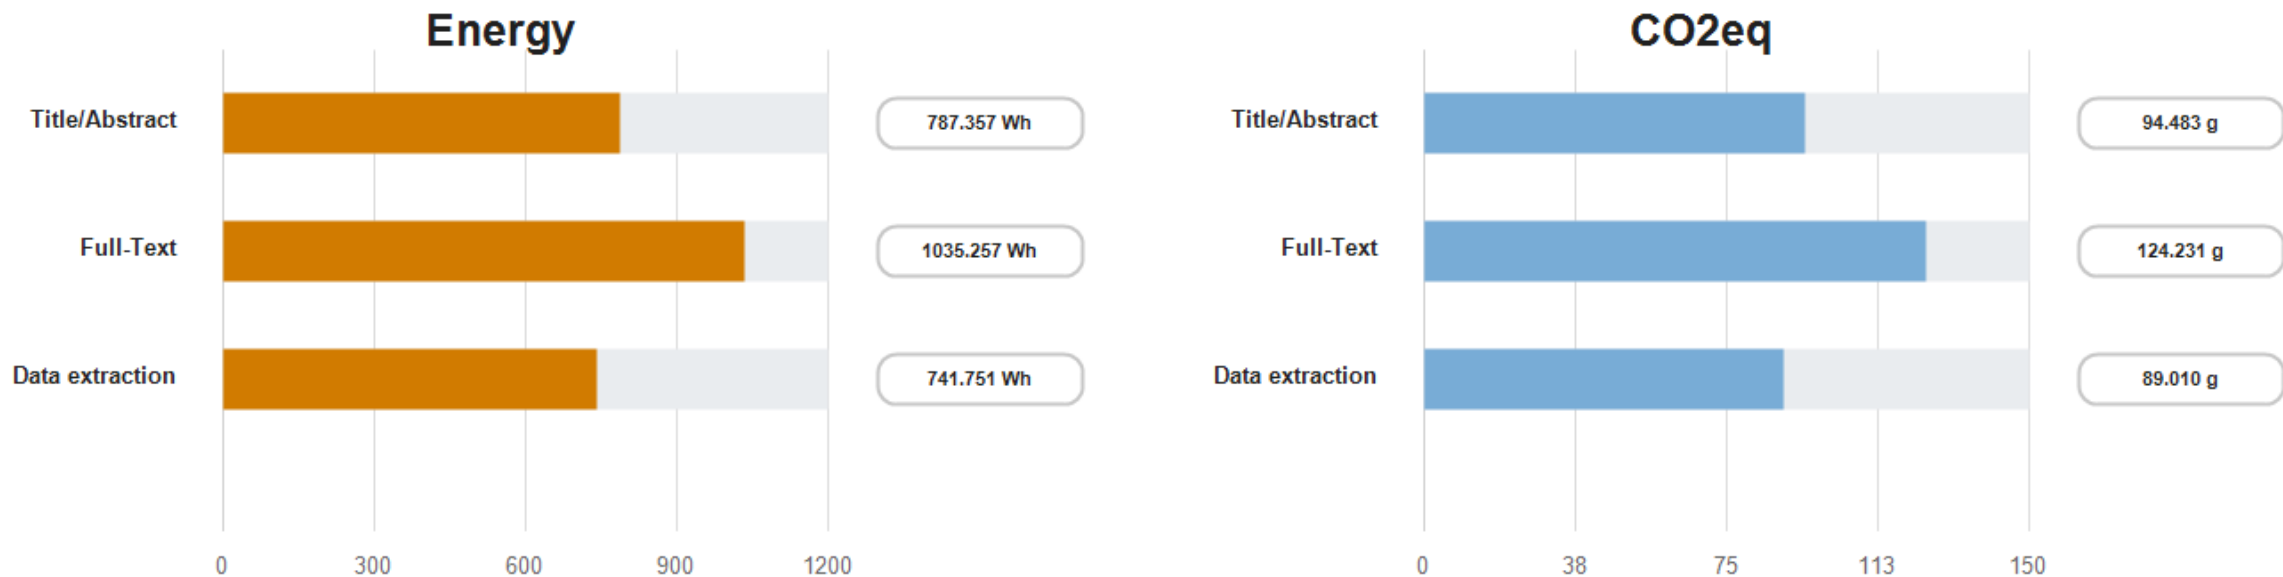 Energy
Title/Abstract
787.357 Wh
Full-Text
1035.257 Wh
Data extraction
741.751 Wh
0 300 600 900 1200
CO2eq
Title/Abstract
94.483 g
Full-Text
124.231 g
Data extraction
89.010 g
0 38 75 113 150